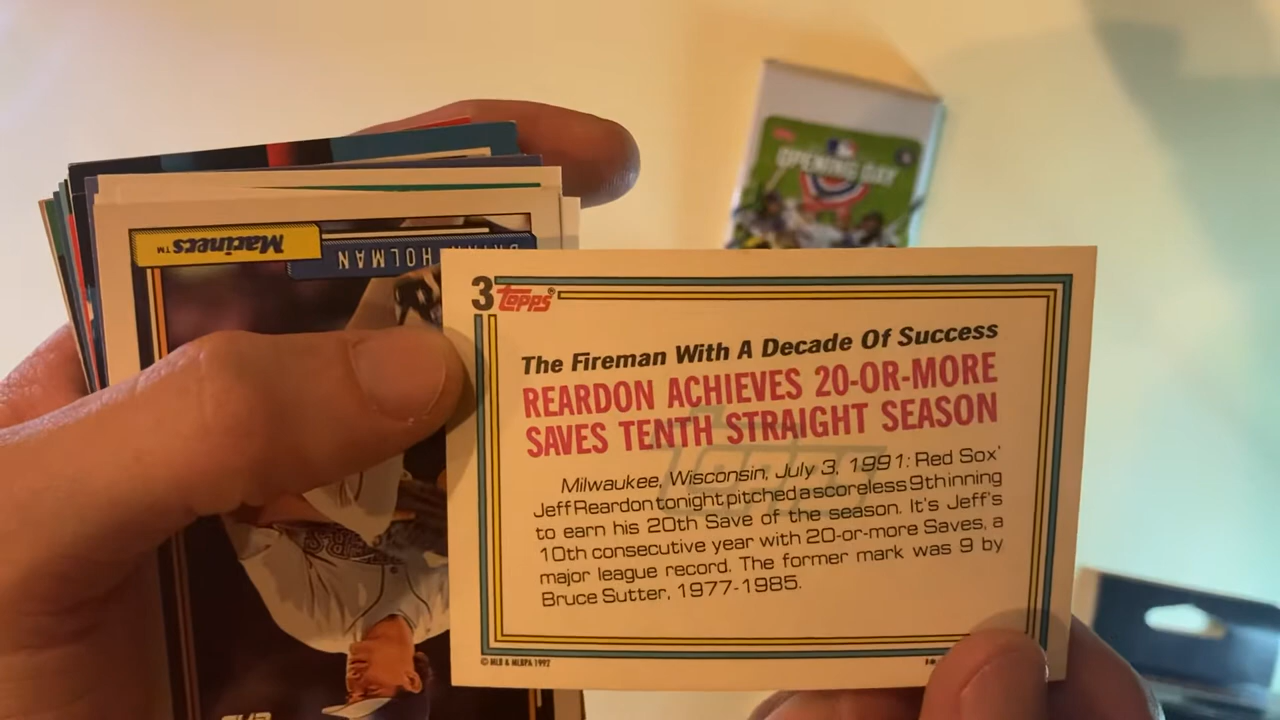 OPENING DAY
Mariners™
HOLMAN
3 Topps®
The Fireman With A Decade Of Success
REARDON ACHIEVES 20-OR-MORE
SAVES TENTH STRAIGHT SEASON
Milwaukee, Wisconsin, July 3, 1991: Red Sox'
Jeff Reardon tonight pitched a scoreless 9th inning
to earn his 20th Save of the season. It's Jeff's
10th consecutive year with 20-or-more Saves, a
major league record. The former mark was 9 by
Bruce Sutter, 1977-1985.
© MLB & MLBPA 1992